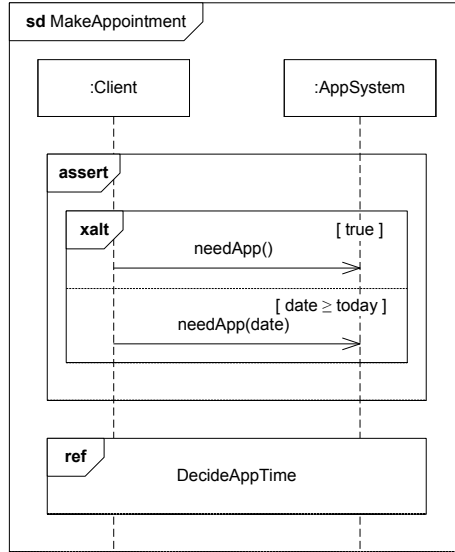 sd MakeAppointment
:Client
:AppSystem
assert
xalt
[ true ]
needApp()
[ date ≥ today ]
needApp(date)
ref
DecideAppTime